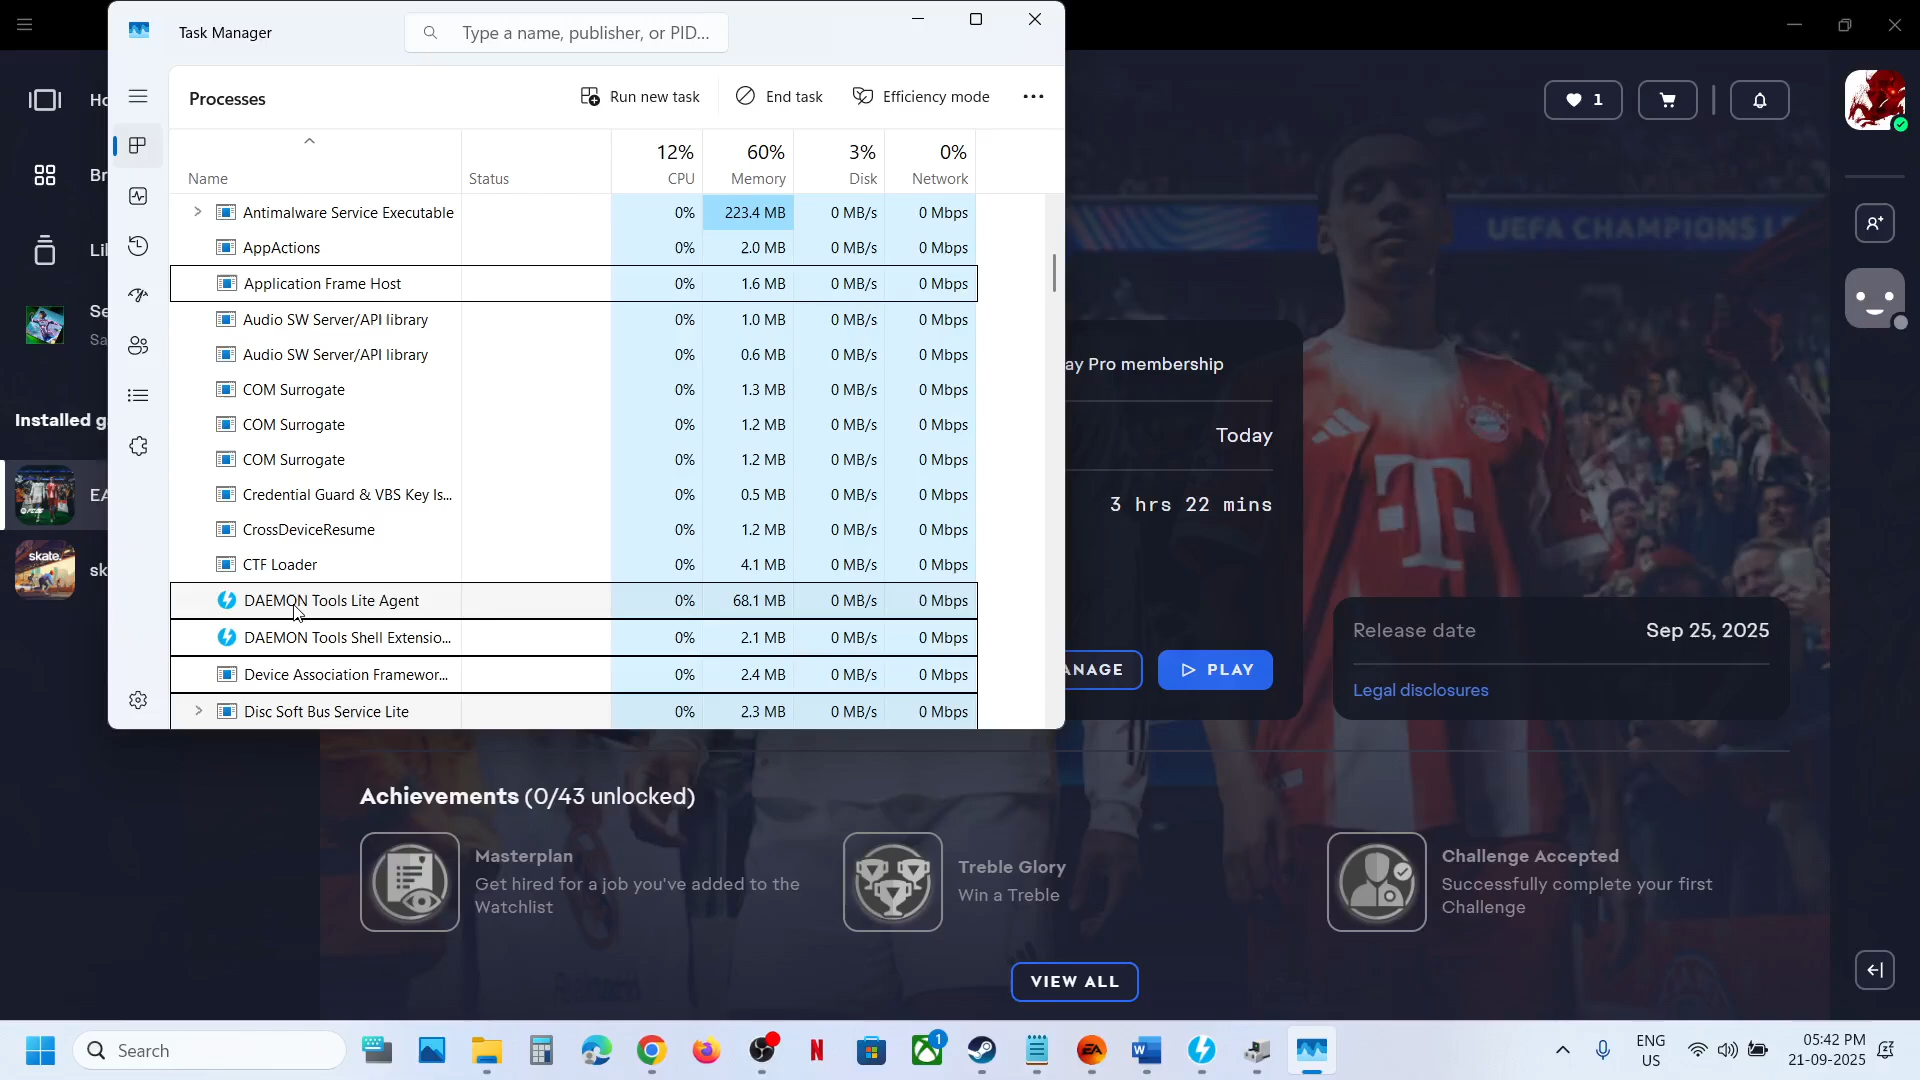 Task Manager
Type a name, publisher, or PID...
Processes
Run new task
End task
Efficiency mode
12% 60% 3% 0%
Name Status CPU Memory Disk Network
Antimalware Service Executable 0% 223.4 MB 0 MB/s 0 Mbps
AppActions 0% 2.0 MB 0 MB/s 0 Mbps
Application Frame Host 0% 1.6 MB 0 MB/s 0 Mbps
Audio SW Server/API library 0% 1.0 MB 0 MB/s 0 Mbps
Audio SW Server/API library 0% 0.6 MB 0 MB/s 0 Mbps
COM Surrogate 0% 1.3 MB 0 MB/s 0 Mbps
COM Surrogate 0% 1.2 MB 0 MB/s 0 Mbps
COM Surrogate 0% 1.2 MB 0 MB/s 0 Mbps
Credential Guard & VBS Key Is... 0% 0.5 MB 0 MB/s 0 Mbps
CrossDeviceResume 0% 1.2 MB 0 MB/s 0 Mbps
CTF Loader 0% 4.1 MB 0 MB/s 0 Mbps
DAEMON Tools Lite Agent 0% 68.1 MB 0 MB/s 0 Mbps
DAEMON Tools Shell Extensio... 0% 2.1 MB 0 MB/s 0 Mbps
Device Association Framewor... 0% 2.4 MB 0 MB/s 0 Mbps
Disc Soft Bus Service Lite 0% 2.3 MB 0 MB/s 0 Mbps
Ho
Br
Lil
Se
Sa
Installed g
EA
skate.
sk
1
UEFA CHAMPIONS L
ay Pro membership
Today
3 hrs 22 mins
ANAGE
PLAY
Release date Sep 25, 2025
Legal disclosures
Achievements (0/43 unlocked)
Masterplan
Get hired for a job you've added to the
Watchlist
Treble Glory
Win a Treble
Challenge Accepted
Successfully complete your first
Challenge
VIEW ALL
Search
1
ENG
US
05:42 PM
21-09-2025